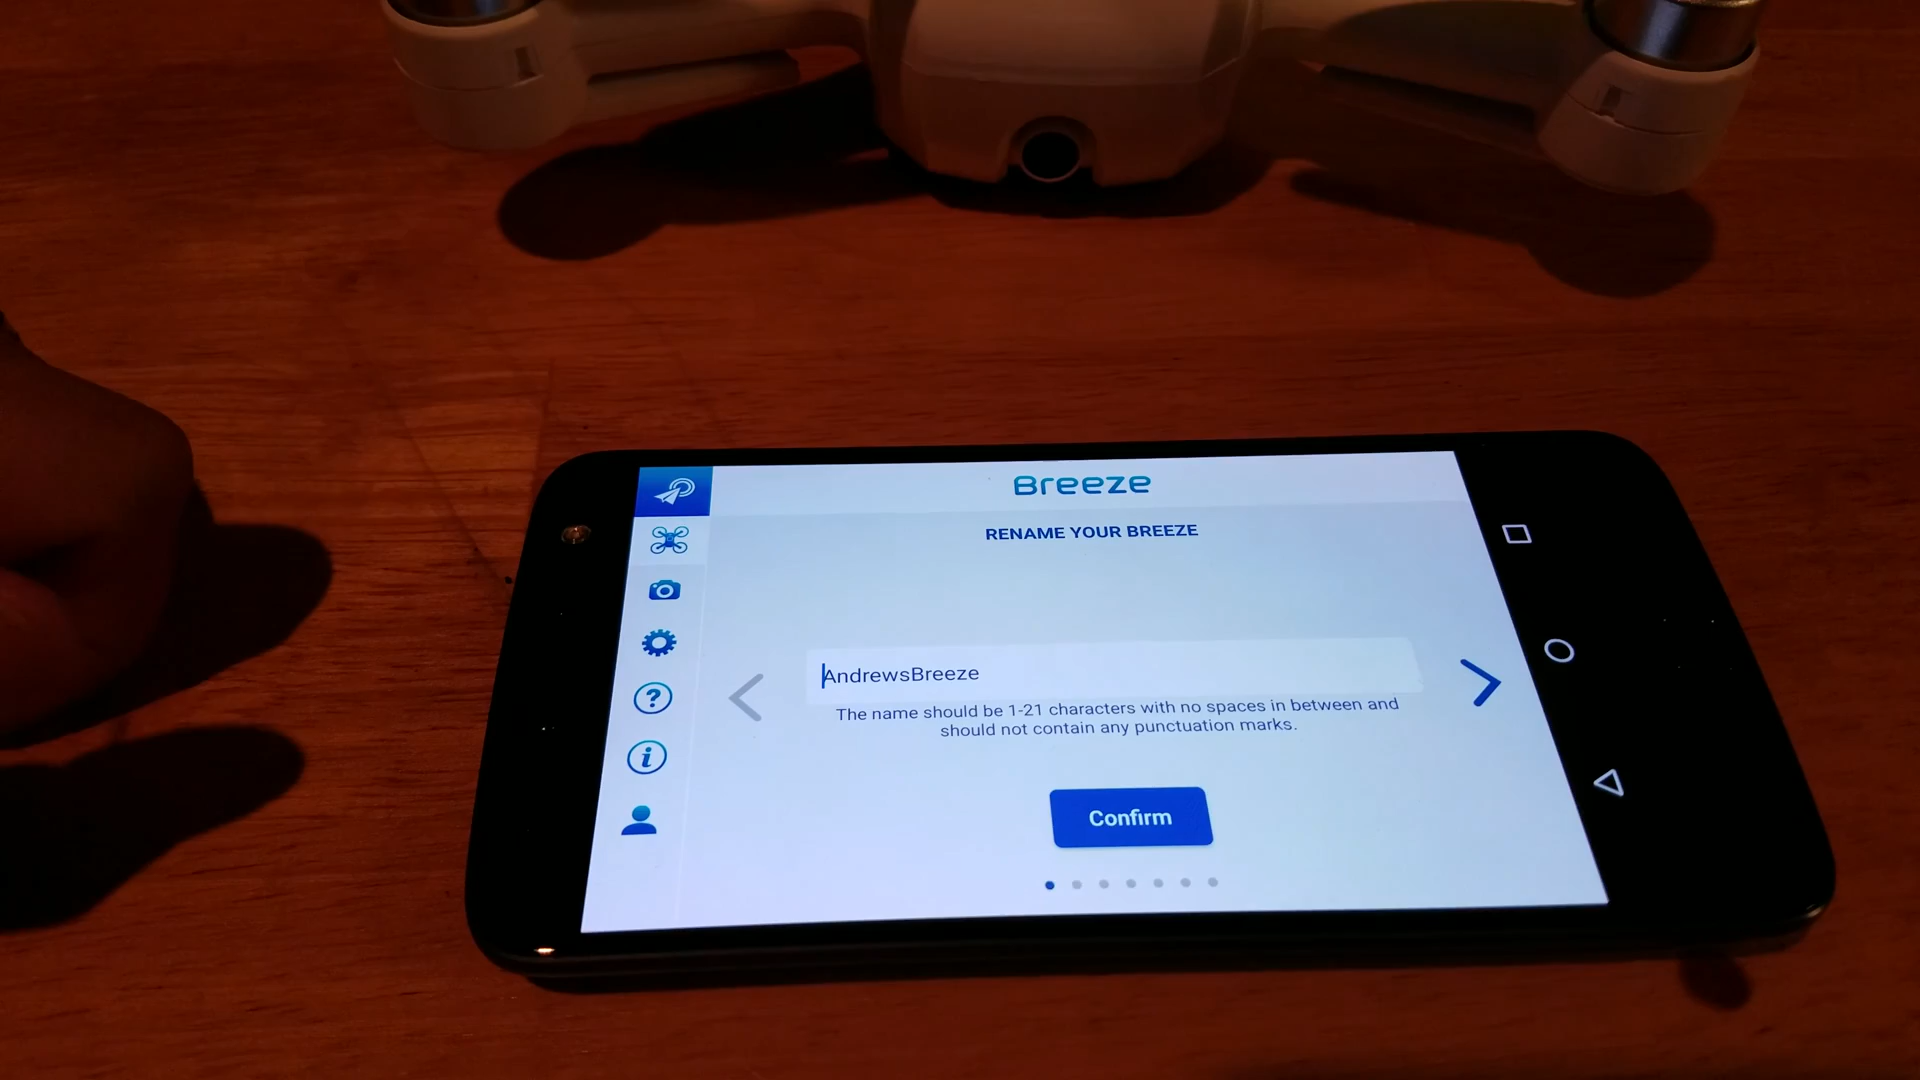 Breeze
RENAME YOUR BREEZE
AndrewsBreeze
The name should be 1-21 characters with no spaces in between and
should not contain any punctuation marks.
Confirm